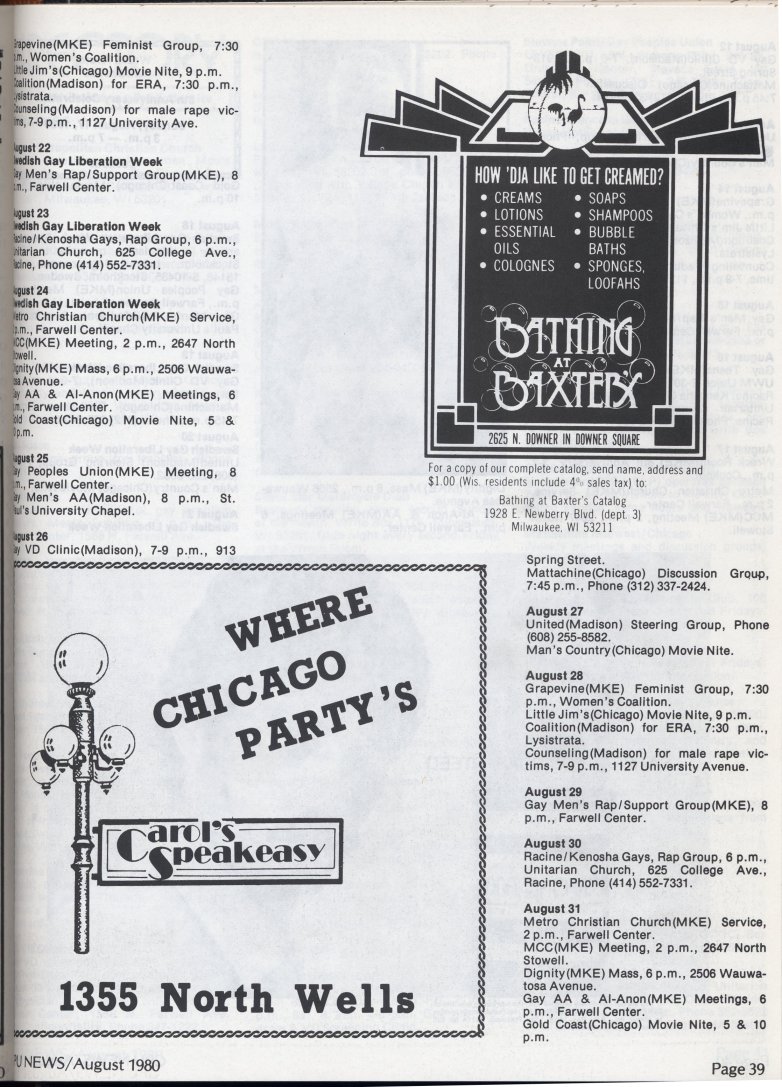 Grapevine(MKE) Feminist Group, 7:30
p.m., Women's Coalition.
Little Jim's(Chicago) Movie Nite, 9 p.m.
Coalition(Madison) for ERA, 7:30 p.m.,
Lysistrata.
Counseling(Madison) for male rape vic-
tims, 7-9 p.m., 1127 University Ave.
August 22
Swedish Gay Liberation Week
Gay Men's Rap/Support Group(MKE), 8
p.m., Farwell Center.
August 23
Swedish Gay Liberation Week
Racine/Kenosha Gays, Rap Group, 6 p.m.,
Unitarian Church, 625 College Ave.,
Racine, Phone (414) 552-7331.
August 24
Swedish Gay Liberation Week
Metro Christian Church(MKE) Service,
2 p.m., Farwell Center.
MCC(MKE) Meeting, 2 p.m., 2647 North
Stowell.
Dignity(MKE) Mass, 6 p.m., 2506 Wauwa-
tosa Avenue.
Gay AA & Al-Anon(MKE) Meetings, 6
p.m., Farwell Center.
Gold Coast(Chicago) Movie Nite, 5 &
10 p.m.
August 25
Gay Peoples Union(MKE) Meeting, 8
p.m., Farwell Center.
Gay Men's AA(Madison), 8 p.m., St.
Paul's University Chapel.
August 26
Gay VD Clinic(Madison), 7-9 p.m., 913
HOW 'DJA LIKE TO GET CREAMED?
• CREAMS
• LOTIONS
• ESSENTIAL
OILS
• COLOGNES
• SOAPS
• SHAMPOOS
• BUBBLE
BATHS
• SPONGES,
LOOFAHS
BATHING
AT
BAXTER'S
2625 N. DOWNER IN DOWNER SQUARE
For a copy of our complete catalog, send name, address and
$1.00 (Wis. residents include 4% sales tax) to:
Bathing at Baxter's Catalog
1928 E. Newberry Blvd. (dept. 3)
Milwaukee, WI 53211
WHERE
CHICAGO
PARTY'S
Carol's
Speakeasy
1355 North Wells
Spring Street.
Mattachine(Chicago) Discussion Group,
7:45 p.m., Phone (312) 337-2424.
August 27
United(Madison) Steering Group, Phone
(608) 255-8582.
Man's Country(Chicago) Movie Nite.
August 28
Grapevine(MKE) Feminist Group, 7:30
p.m., Women's Coalition.
Little Jim's(Chicago) Movie Nite, 9 p.m.
Coalition(Madison) for ERA, 7:30 p.m.,
Lysistrata.
Counseling(Madison) for male rape vic-
tims, 7-9 p.m., 1127 University Avenue.
August 29
Gay Men's Rap/Support Group(MKE), 8
p.m., Farwell Center.
August 30
Racine/Kenosha Gays, Rap Group, 6 p.m.,
Unitarian Church, 625 College Ave.,
Racine, Phone (414) 552-7331.
August 31
Metro Christian Church(MKE) Service,
2 p.m., Farwell Center.
MCC(MKE) Meeting, 2 p.m., 2647 North
Stowell.
Dignity(MKE) Mass, 6 p.m., 2506 Wauwa-
tosa Avenue.
Gay AA & Al-Anon(MKE) Meetings, 6
p.m., Farwell Center.
Gold Coast(Chicago) Movie Nite, 5 & 10
p.m.
PU NEWS/August 1980
Page 39